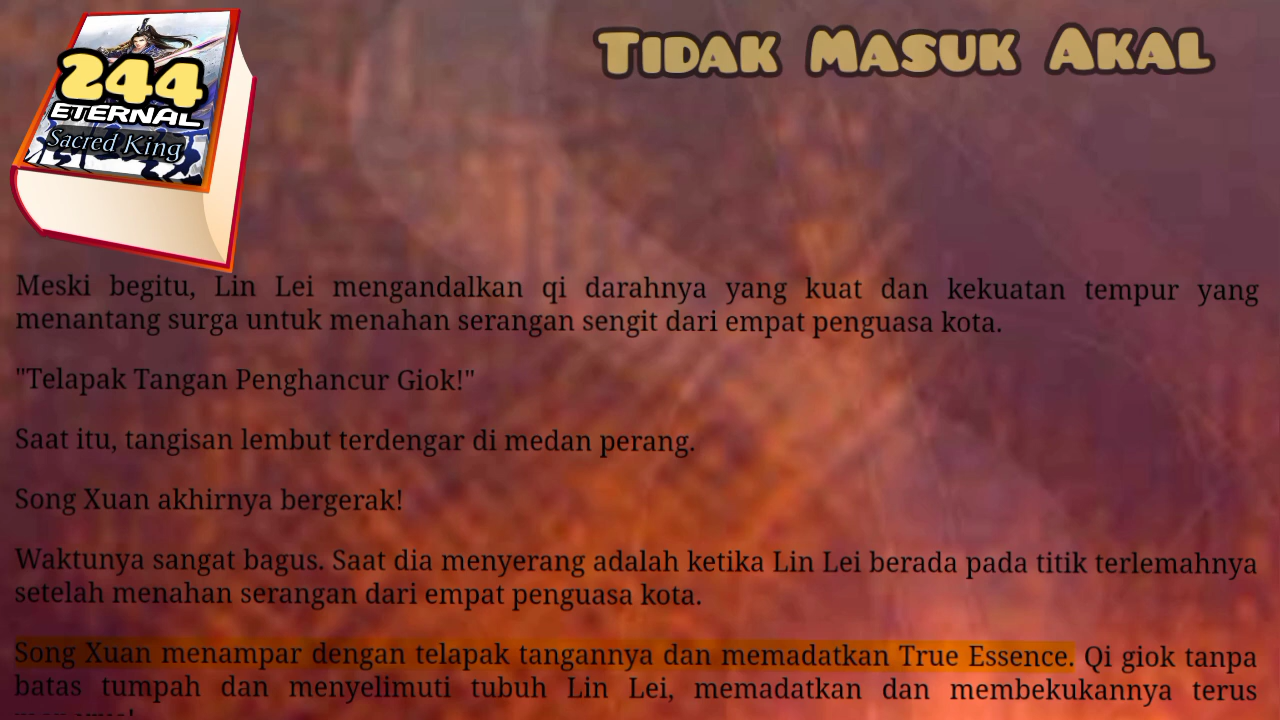 244
ETERNAL
Sacred King
Tidak Masuk Akal
Meski begitu, Lin Lei mengandalkan qi darahnya yang kuat dan kekuatan tempur yang
menantang surga untuk menahan serangan sengit dari empat penguasa kota.
"Telapak Tangan Penghancur Giok!"
Saat itu, tangisan lembut terdengar di medan perang.
Song Xuan akhirnya bergerak!
Waktunya sangat bagus. Saat dia menyerang adalah ketika Lin Lei berada pada titik terlemahnya
setelah menahan serangan dari empat penguasa kota.
Song Xuan menampar dengan telapak tangannya dan memadatkan True Essence. Qi giok tanpa
batas tumpah dan menyelimuti tubuh Lin Lei, memadatkan dan membekukannya terus